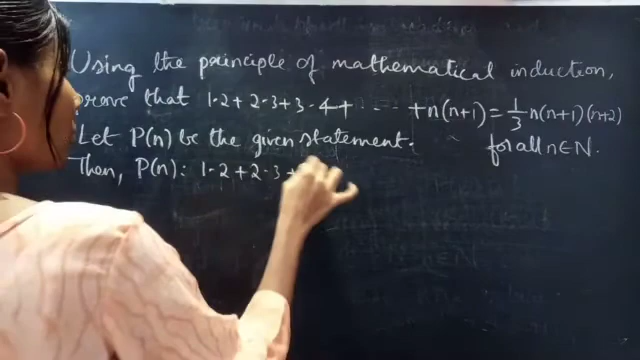 Using the principle of mathematical induction,
prove that 1·2 + 2·3 + 3·4 + ····· + n(n+1) = 1/3 n(n+1)(n+2)
Let P(n) be the given statement. for all n∈N.
Then, P(n): 1·2 + 2·3 +